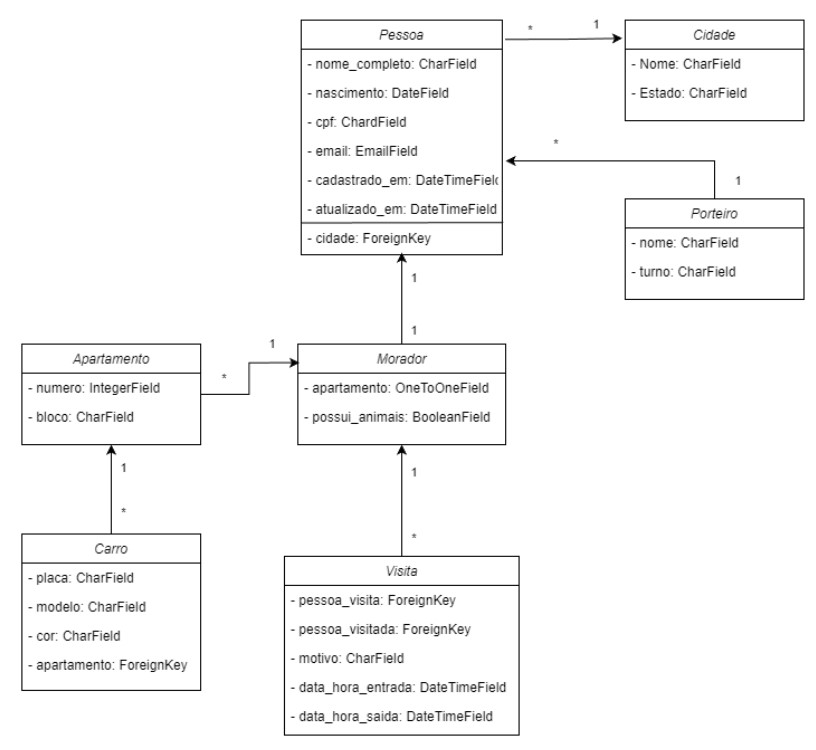 Pessoa
- nome_completo: CharField
- nascimento: DateField
- cpf: ChardField
- email: EmailField
- cadastrado_em: DateTimeField
- atualizado_em: DateTimeField
- cidade: ForeignKey
*
1
Cidade
- Nome: CharField
- Estado: CharField
*
1
Porteiro
- nome: CharField
- turno: CharField
1
1
Apartamento
- numero: IntegerField
- bloco: CharField
*
1
Morador
- apartamento: OneToOneField
- possui_animais: BooleanField
1
*
Carro
- placa: CharField
- modelo: CharField
- cor: CharField
- apartamento: ForeignKey
1
*
Visita
- pessoa_visita: ForeignKey
- pessoa_visitada: ForeignKey
- motivo: CharField
- data_hora_entrada: DateTimeField
- data_hora_saida: DateTimeField